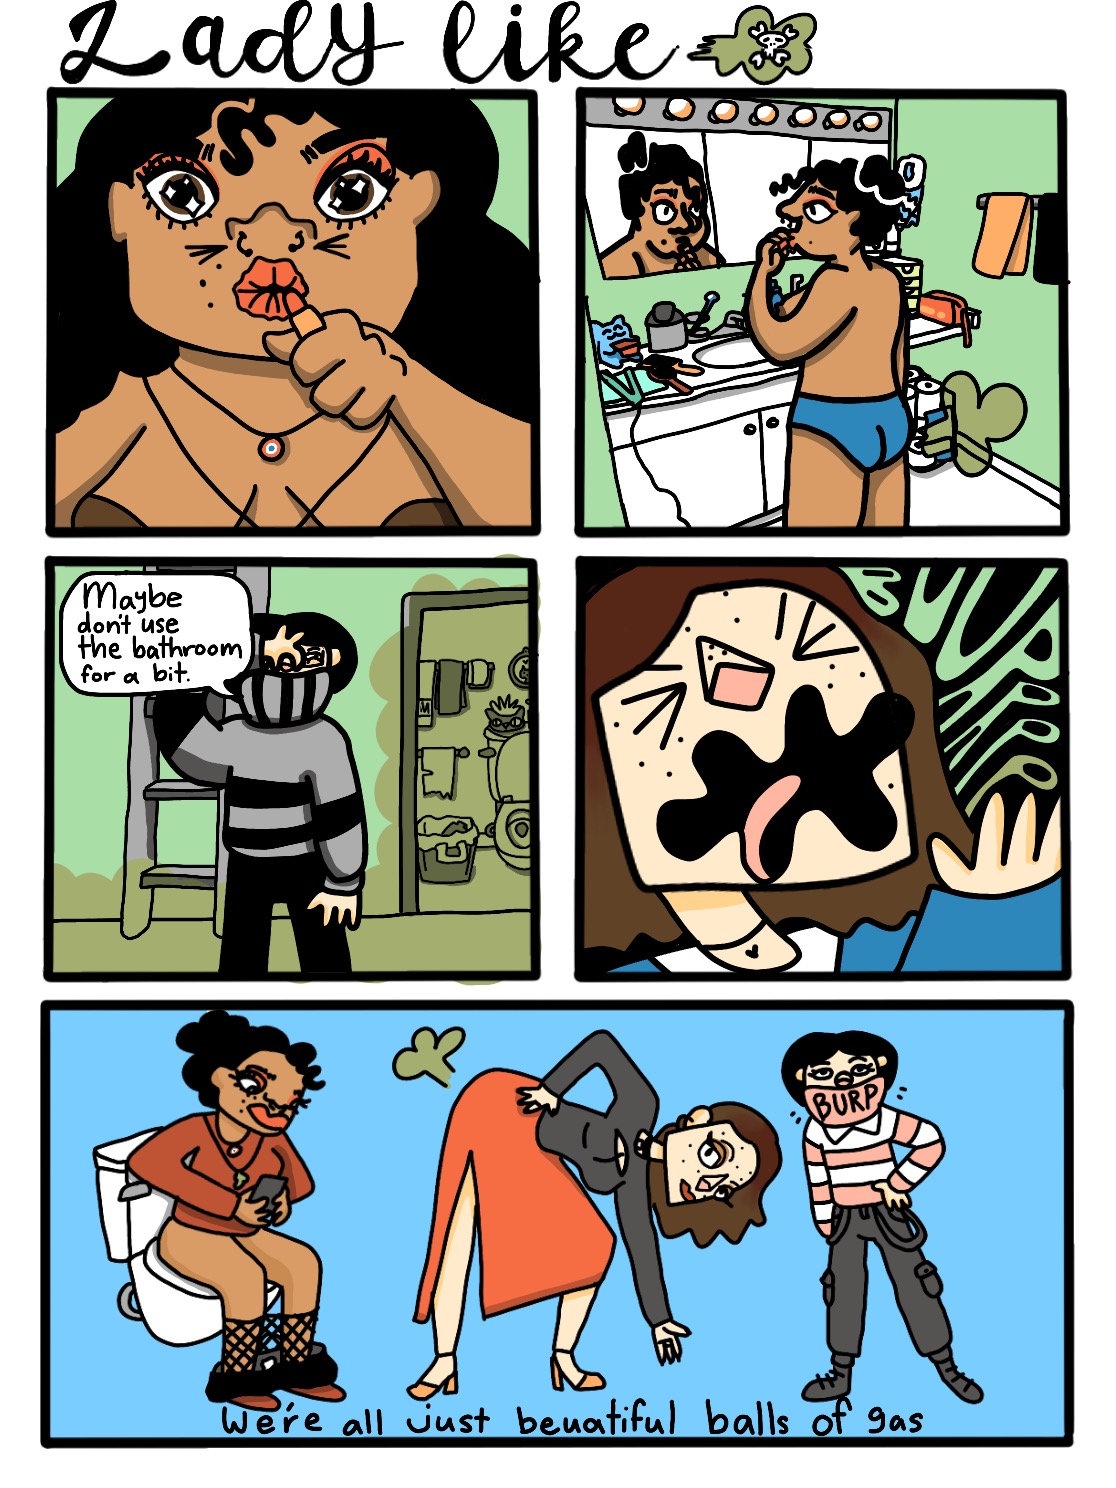 Lady like
Maybe
don't use
the bathroom
for a bit.
M
BURP
We're all just beuatiful balls of gas